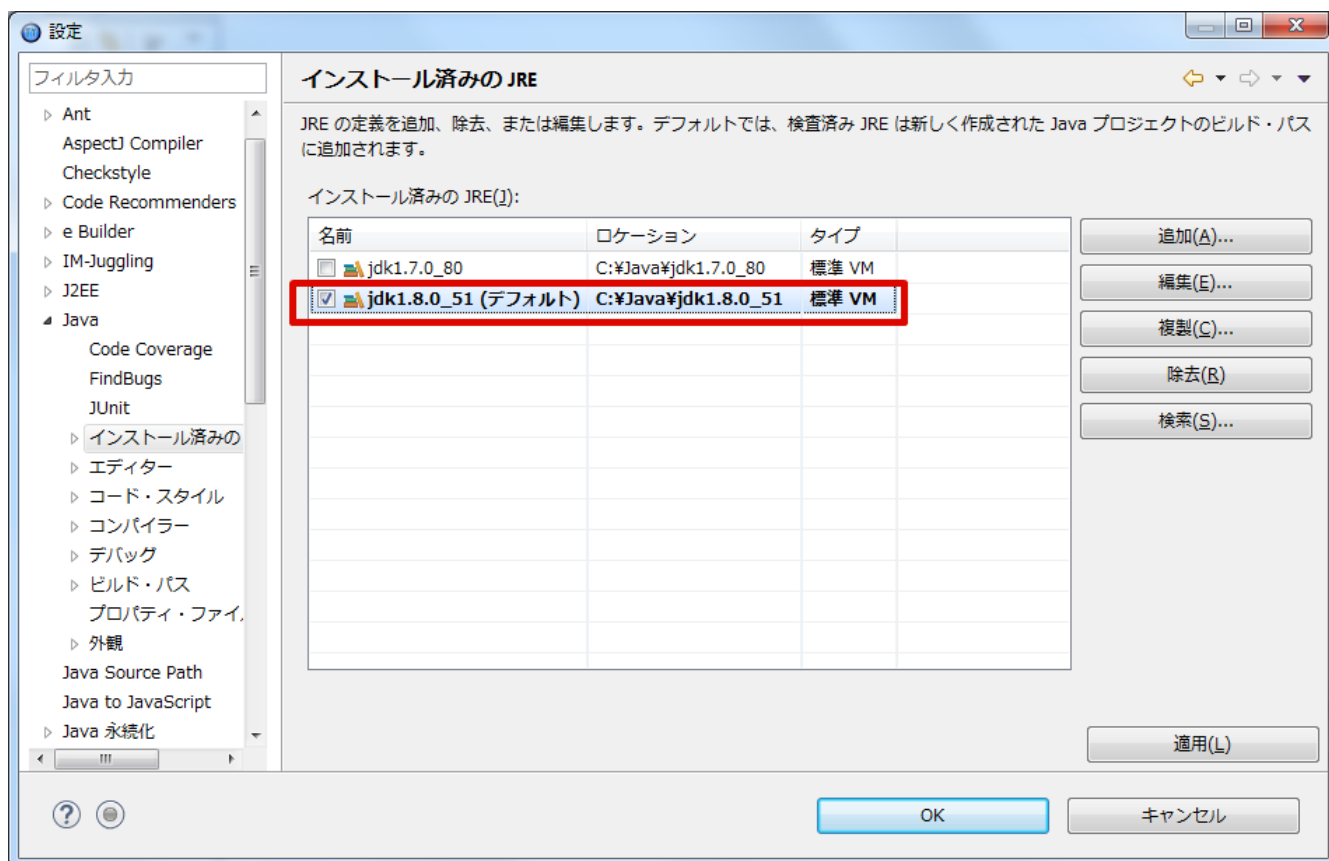 設定
フィルタ入力
Ant
AspectJ Compiler
Checkstyle
Code Recommenders
e Builder
IM-Juggling
J2EE
Java
Code Coverage
FindBugs
JUnit
インストール済みの
エディター
コード・スタイル
コンパイラー
デバッグ
ビルド・パス
プロパティ・ファイ
外観
Java Source Path
Java to JavaScript
Java 永続化
インストール済みの JRE
JRE の定義を追加、除去、または編集します。デフォルトでは、検査済み JRE は新しく作成された Java プロジェクトのビルド・パス
に追加されます。
インストール済みの JRE(J):
名前 ロケーション タイプ
jdk1.7.0_80 C:¥Java¥jdk1.7.0_80 標準 VM
jdk1.8.0_51 (デフォルト) C:¥Java¥jdk1.8.0_51 標準 VM
追加(A)...
編集(E)...
複製(C)...
除去(R)
検索(S)...
適用(L)
OK
キャンセル